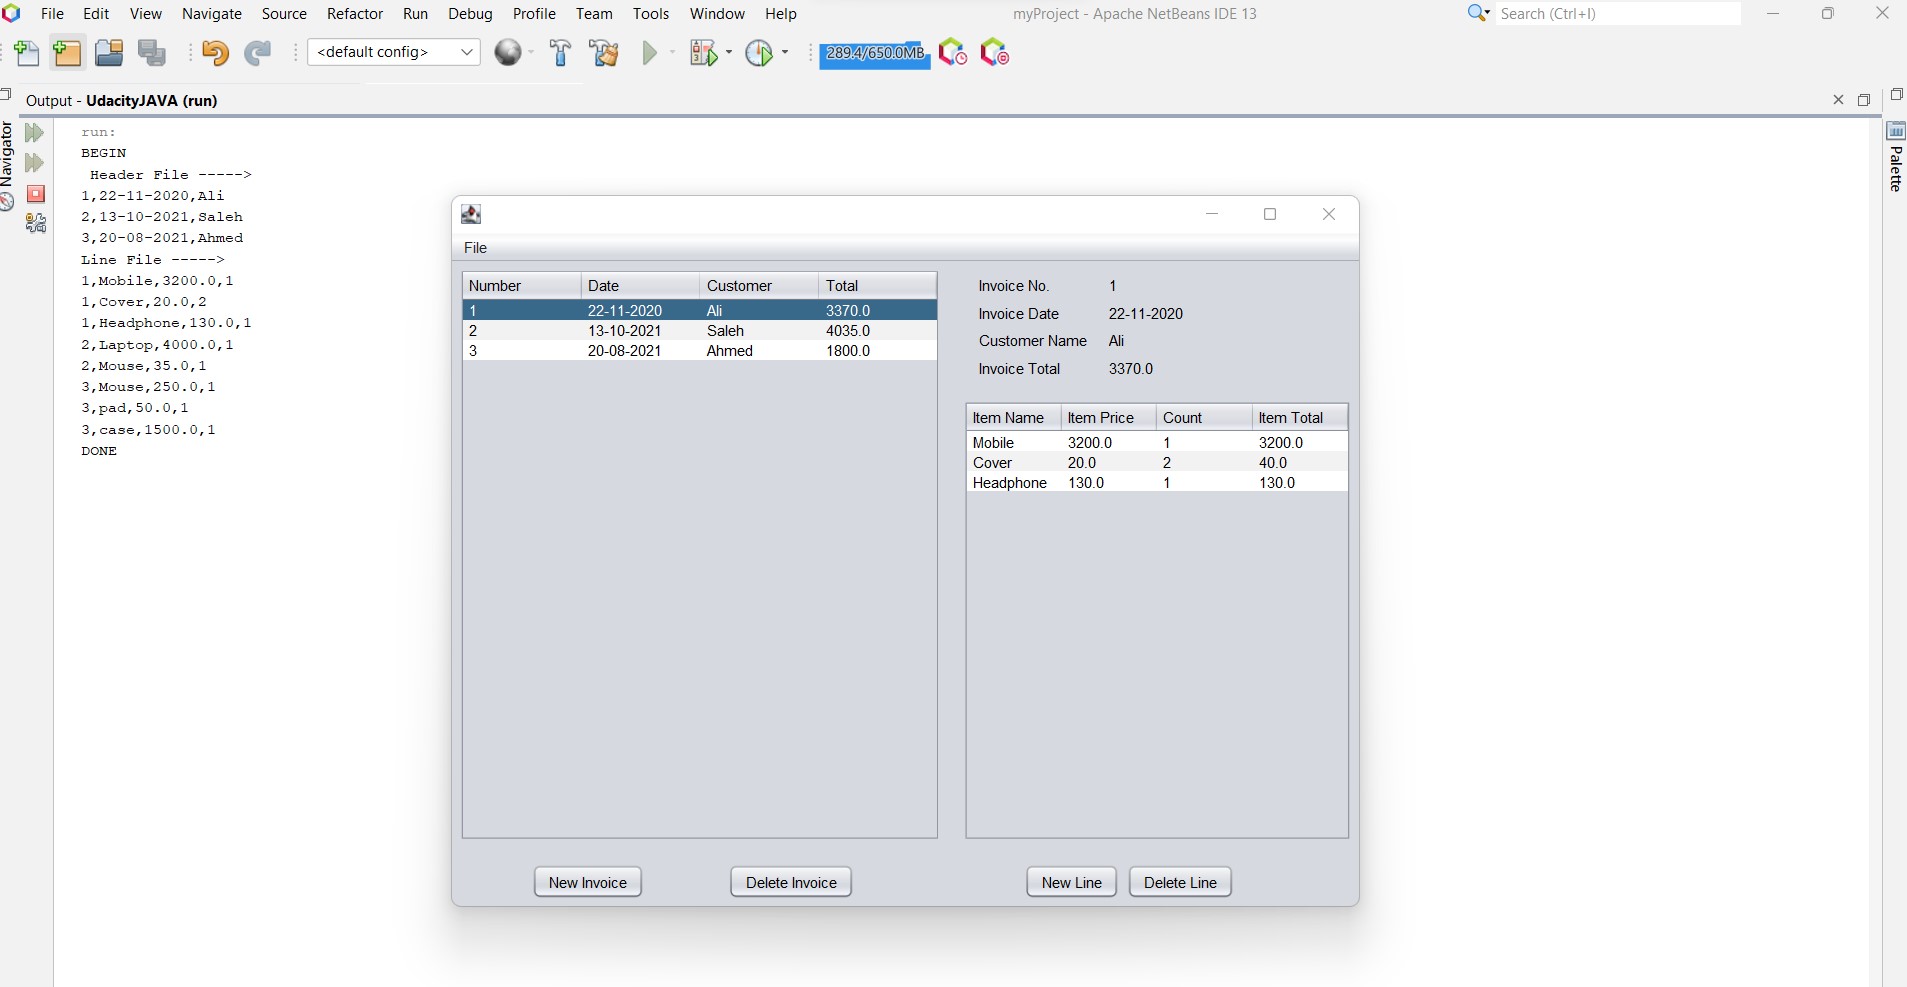 File Edit View Navigate Source Refactor Run Debug Profile Team Tools Window Help
myProject - Apache NetBeans IDE 13
Search (Ctrl+I)
<default config>
289.4/650.0MB
Output - UdacityJAVA (run)
Navigator
Palette
run:
BEGIN
Header File ----->
1,22-11-2020,Ali
2,13-10-2021,Saleh
3,20-08-2021,Ahmed
Line File ----->
1,Mobile,3200.0,1
1,Cover,20.0,2
1,Headphone,130.0,1
2,Laptop,4000.0,1
2,Mouse,35.0,1
3,Mouse,250.0,1
3,pad,50.0,1
3,case,1500.0,1
DONE
File
Number Date Customer Total
1 22-11-2020 Ali 3370.0
2 13-10-2021 Saleh 4035.0
3 20-08-2021 Ahmed 1800.0
Invoice No. 1
Invoice Date 22-11-2020
Customer Name Ali
Invoice Total 3370.0
Item Name Item Price Count Item Total
Mobile 3200.0 1 3200.0
Cover 20.0 2 40.0
Headphone 130.0 1 130.0
New Invoice Delete Invoice New Line Delete Line